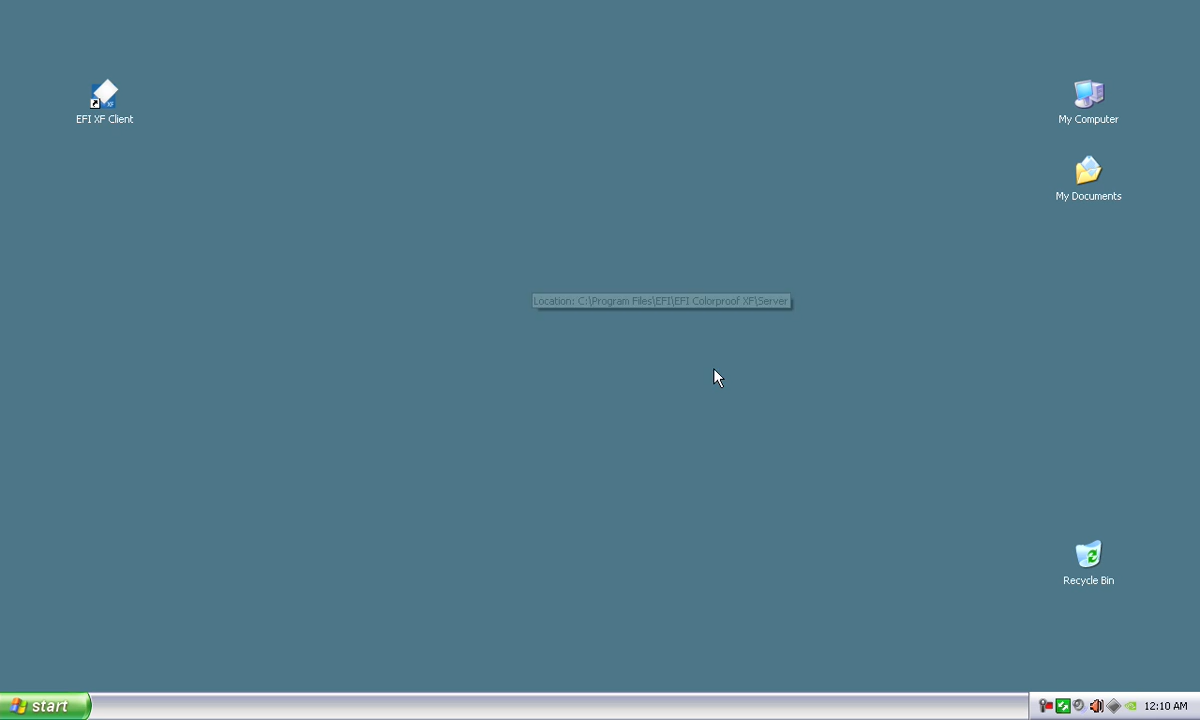 EFI XF Client
My Computer
My Documents
Location: C:\Program Files\EFI\EFI Colorproof XF\Server
Recycle Bin
start
12:10 AM